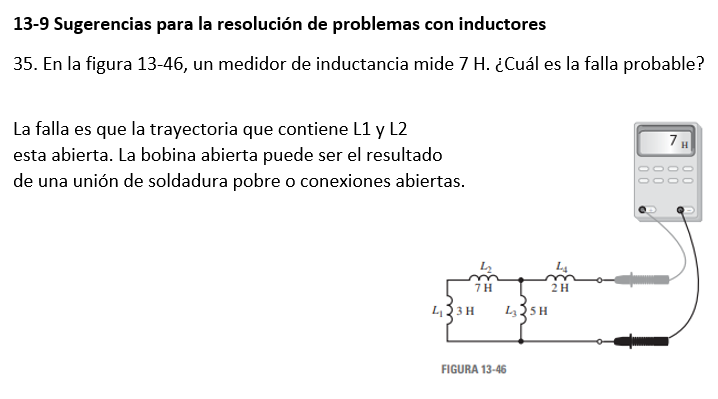 13-9 Sugerencias para la resolución de problemas con inductores
35. En la figura 13-46, un medidor de inductancia mide 7 H. ¿Cuál es la falla probable?
La falla es que la trayectoria que contiene L1 y L2
esta abierta. La bobina abierta puede ser el resultado
de una unión de soldadura pobre o conexiones abiertas.
7 H
L2
7 H
L4
2 H
L1 3 H
L3 5 H
FIGURA 13-46